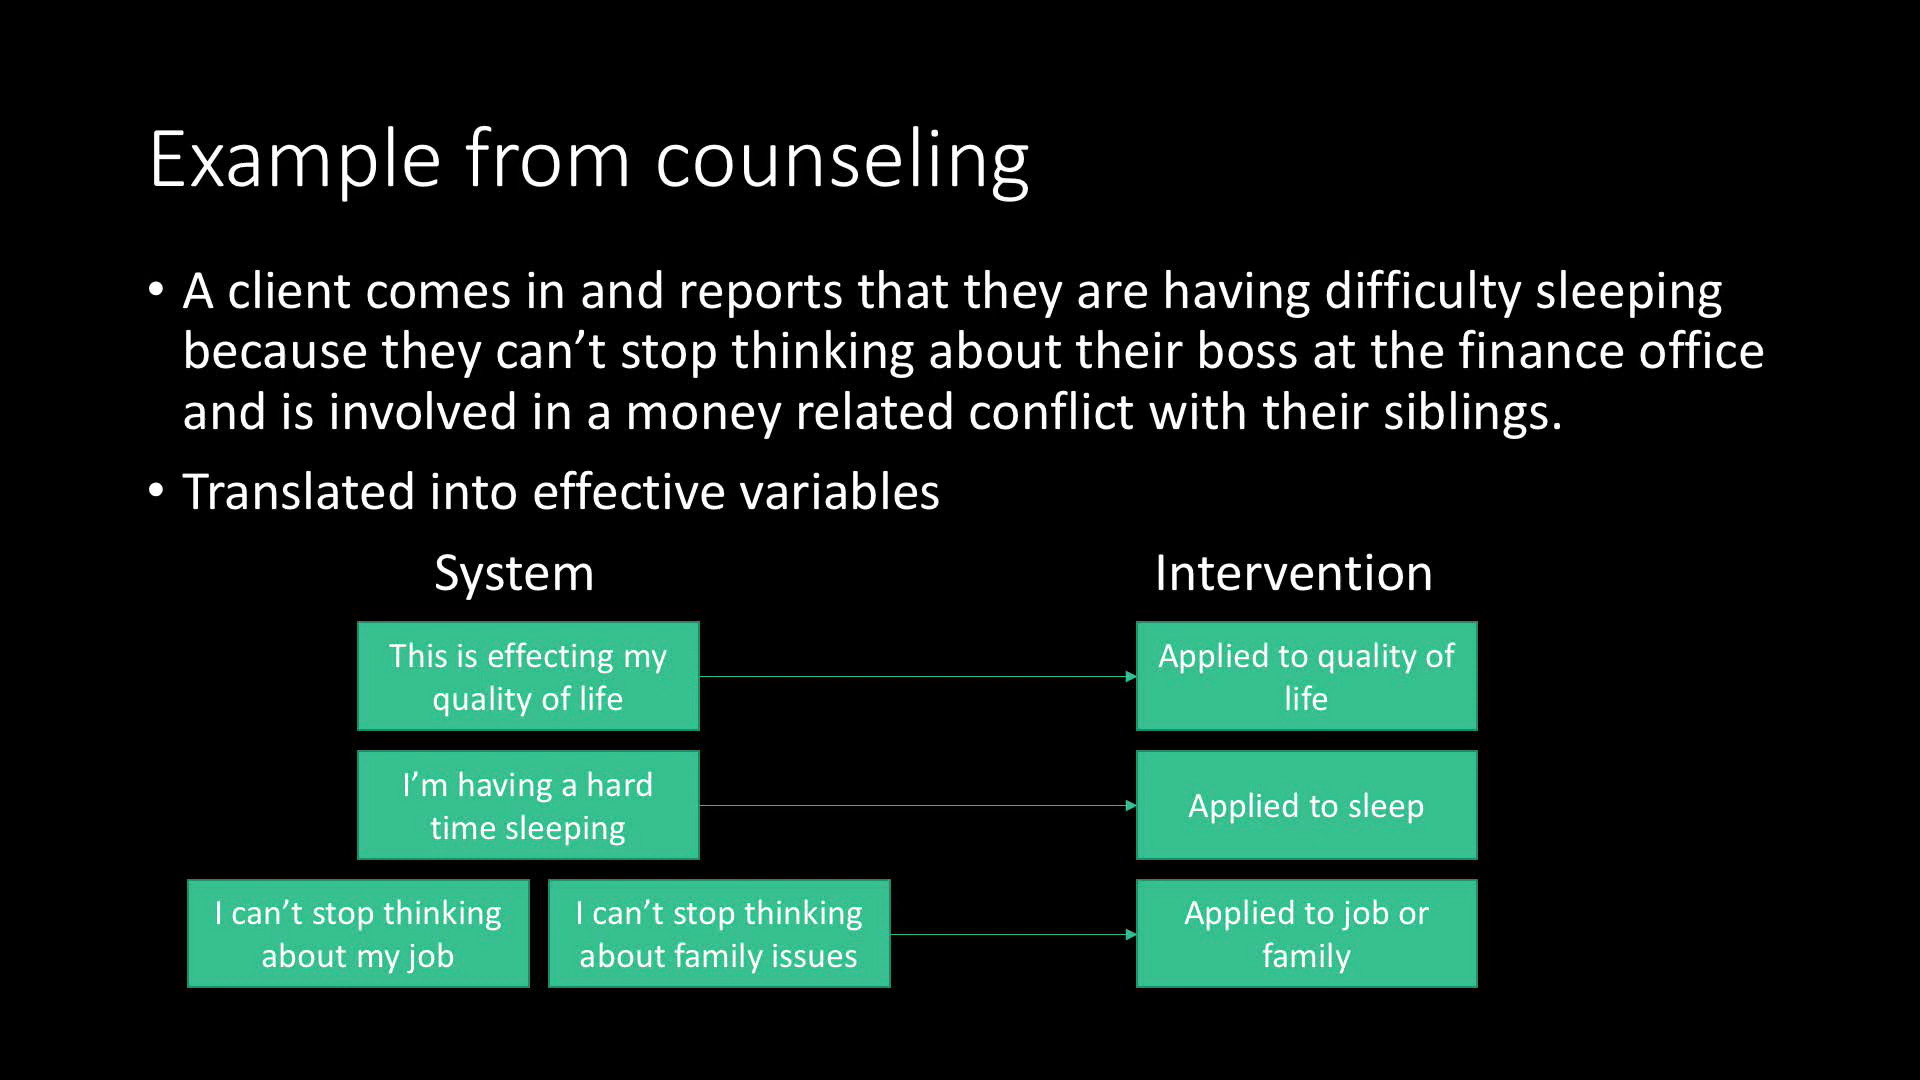 Example from counseling
• A client comes in and reports that they are having difficulty sleeping
because they can’t stop thinking about their boss at the finance office
and is involved in a money related conflict with their siblings.
• Translated into effective variables
System
Intervention
This is effecting my
quality of life
Applied to quality of
life
I’m having a hard
time sleeping
Applied to sleep
I can’t stop thinking
about my job
I can’t stop thinking
about family issues
Applied to job or
family